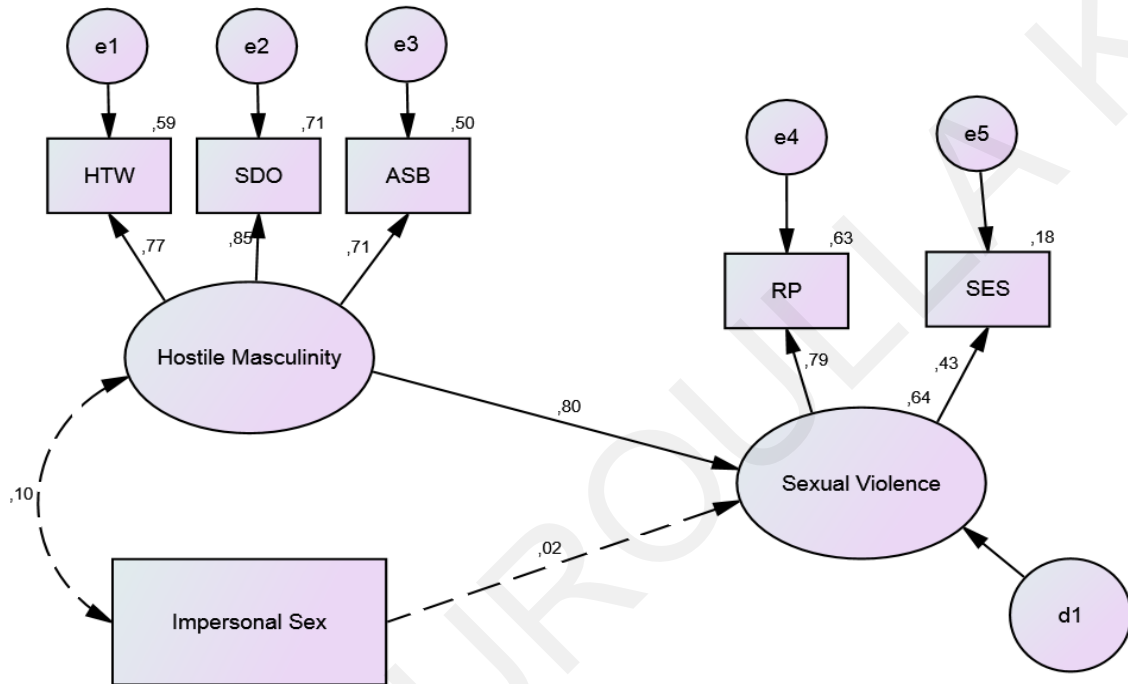 e1
e2
e3
,59
,71
,50
HTW
SDO
ASB
,77
,85
,71
e4
e5
,63
,18
RP
SES
,79
,43
,64
Hostile Masculinity
,80
Sexual Violence
,10
,02
Impersonal Sex
d1
UROULLA K